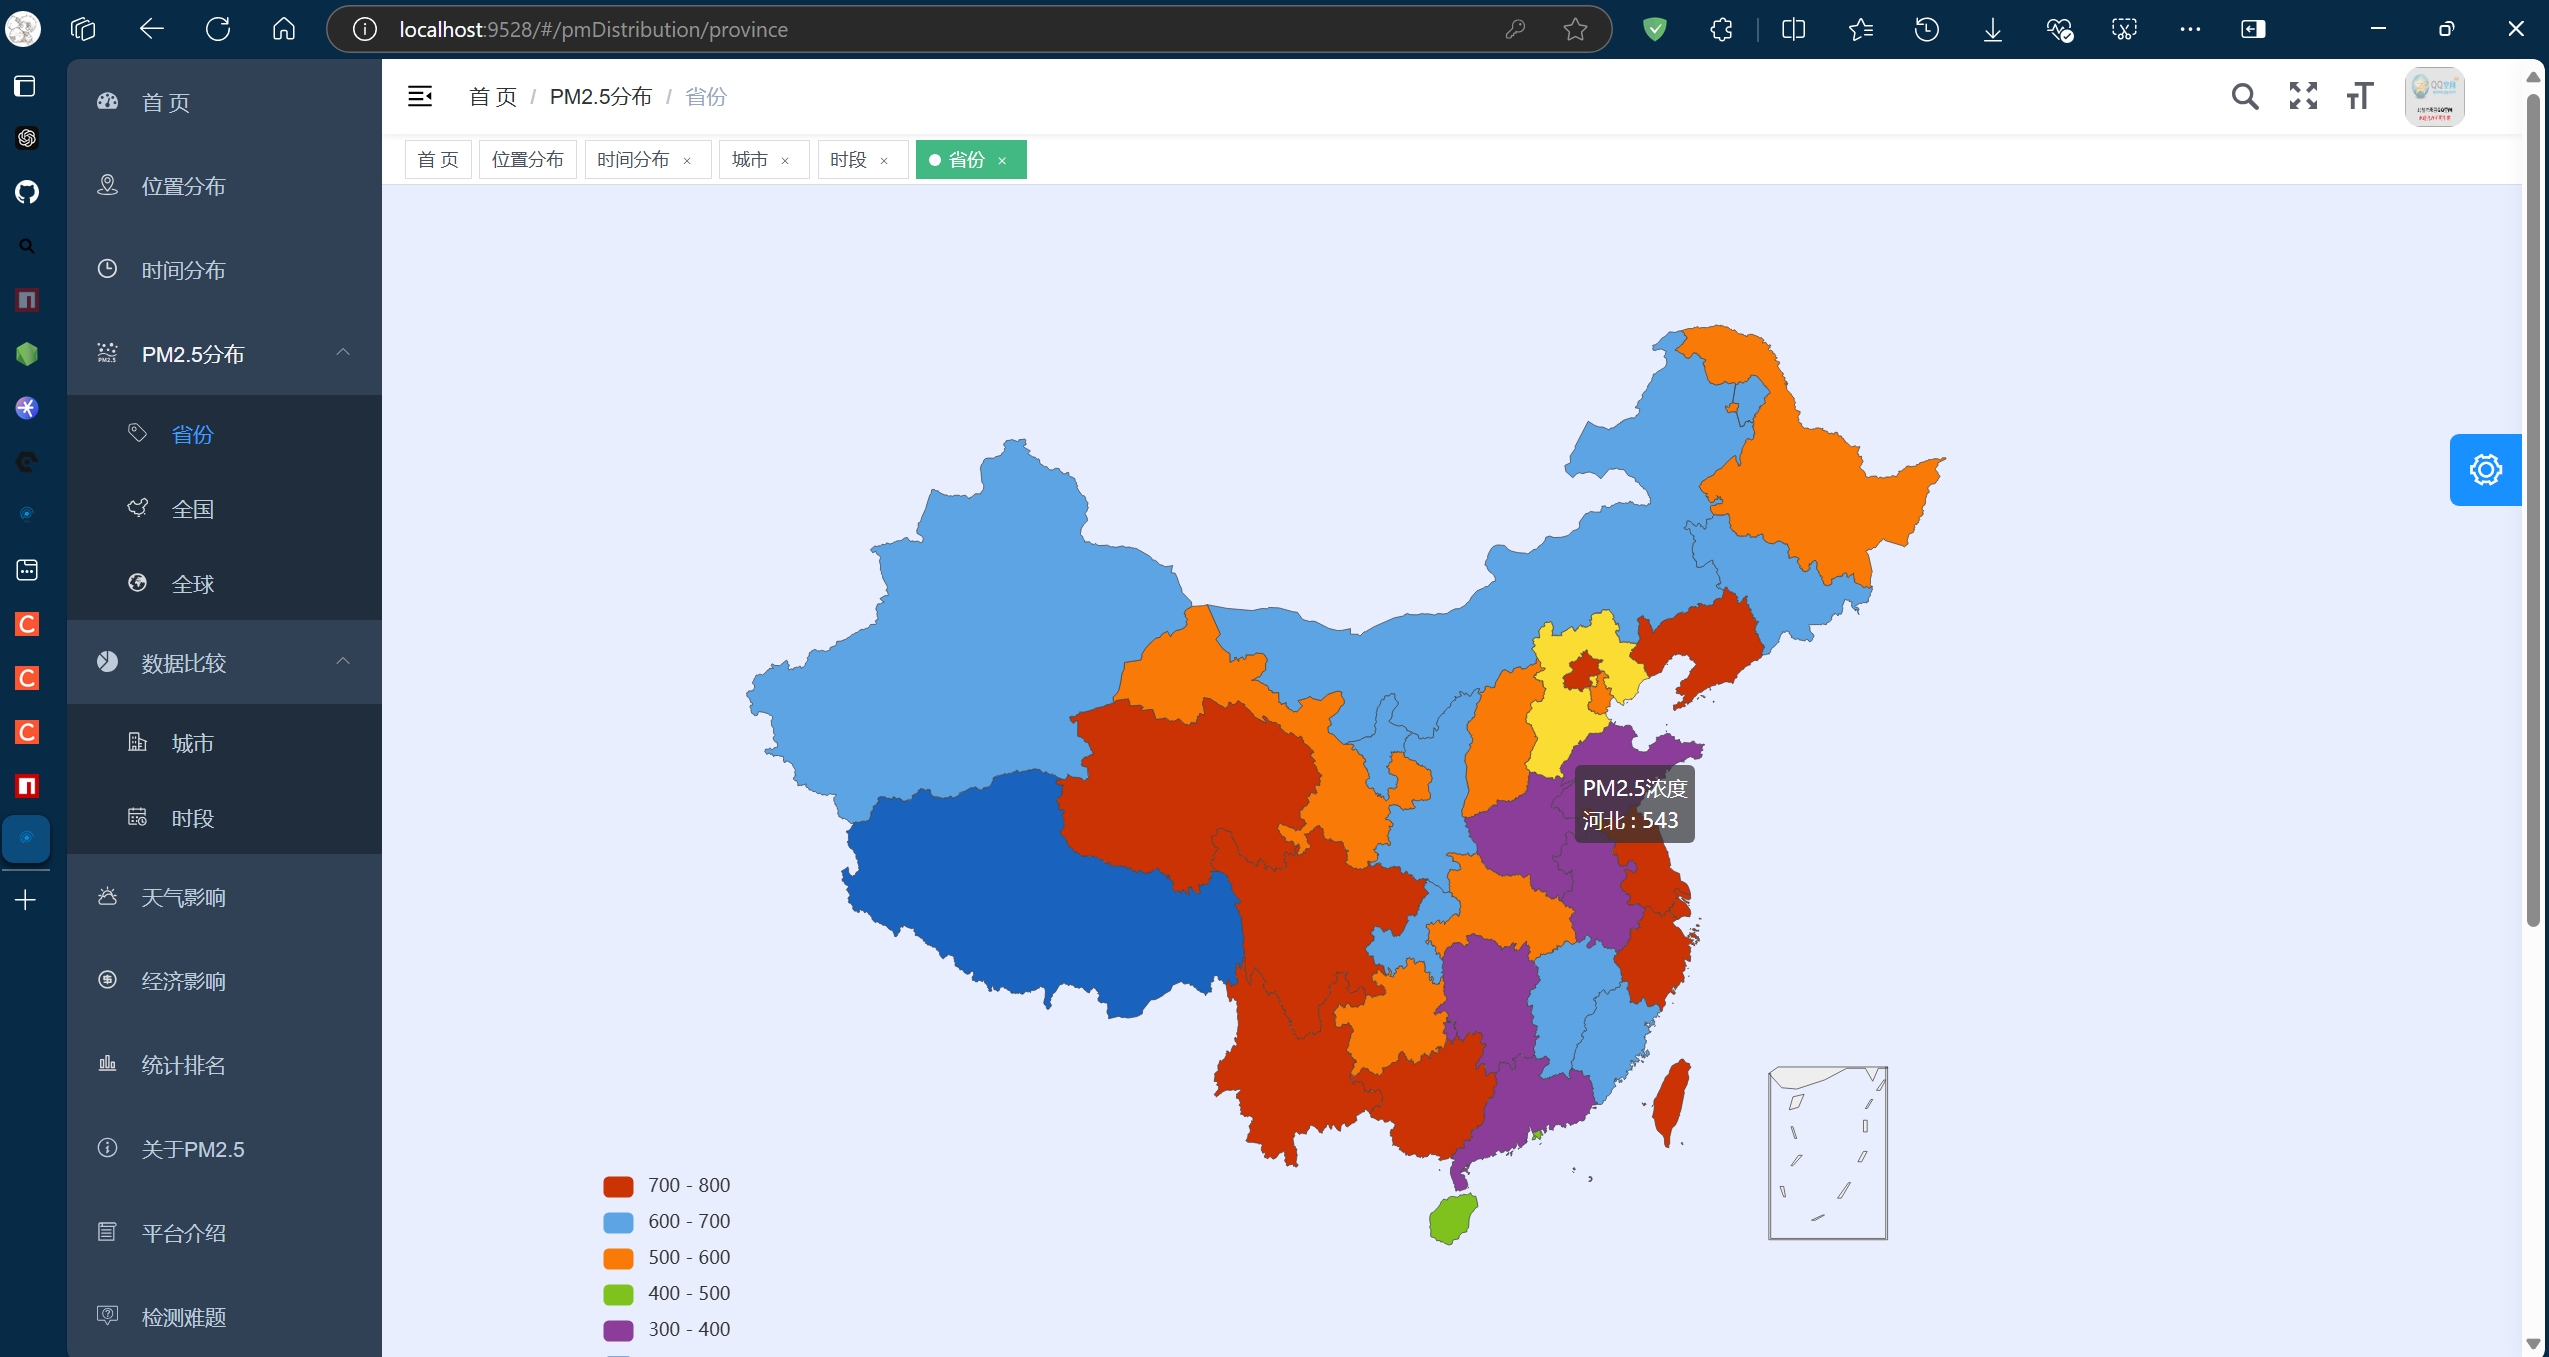 localhost:9528/#/pmDistribution/province
首 页
位置分布
时间分布
PM2.5分布
省份
全国
全球
数据比较
城市
时段
天气影响
经济影响
统计排名
关于PM2.5
平台介绍
检测难题
首 页 / PM2.5分布 / 省份
首 页 位置分布 时间分布 × 城市 × 时段 × 省份 ×
PM2.5浓度
河北 : 543
700 - 800
600 - 700
500 - 600
400 - 500
300 - 400